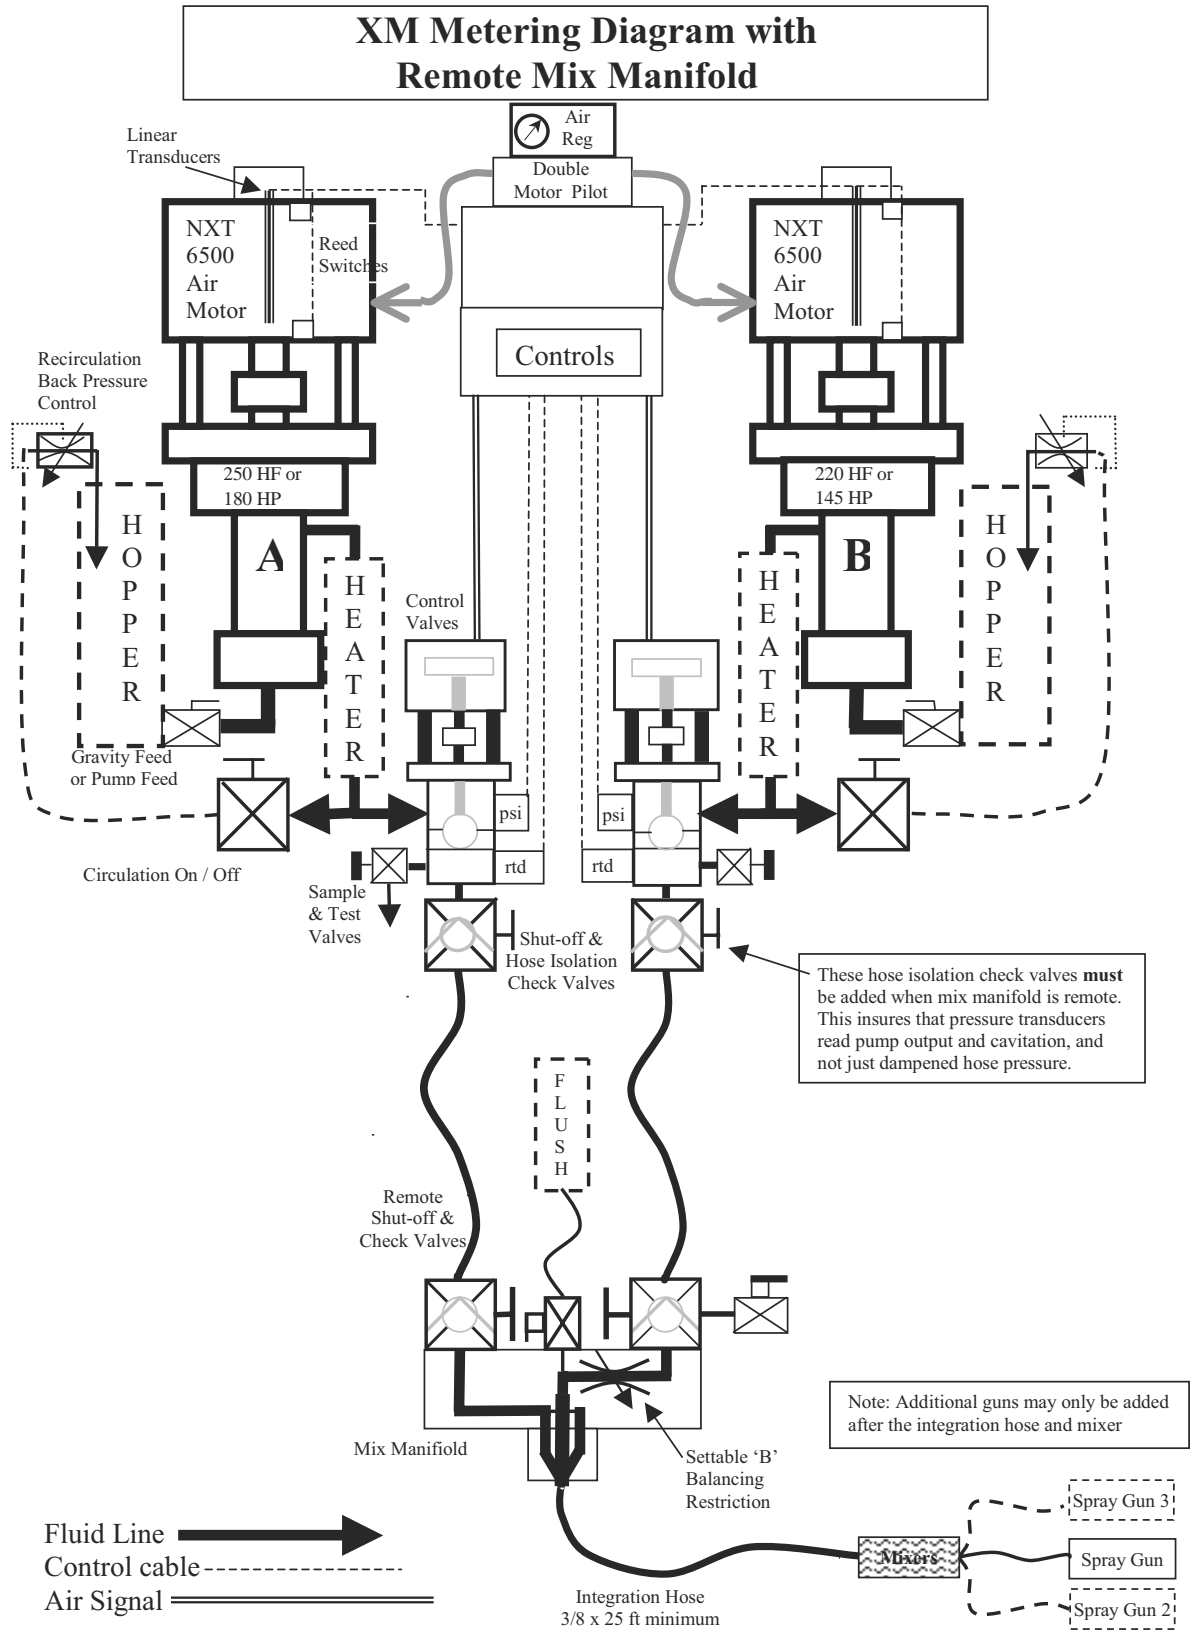 XM Metering Diagram with
Remote Mix Manifold
Air
Reg
Double
Motor Pilot
Linear
Transducers
NXT
6500
Air
Motor
Reed
Switches
NXT
6500
Air
Motor
Controls
Recirculation
Back Pressure
Control
250 HF or
180 HP
220 HF or
145 HP
HOPPER
A
HEATER
Control
Valves
HEATER
B
HOPPER
Gravity Feed
or Pump Feed
psi
psi
rtd
rtd
Circulation On / Off
Sample
& Test
Valves
Shut-off &
Hose Isolation
Check Valves
These hose isolation check valves must
be added when mix manifold is remote.
This insures that pressure transducers
read pump output and cavitation, and
not just dampened hose pressure.
FLUSH
Remote
Shut-off &
Check Valves
Mix Manifiold
Settable ‘B’
Balancing
Restriction
Note: Additional guns may only be added
after the integration hose and mixer
Fluid Line
Control cable
Air Signal
Integration Hose
3/8 x 25 ft minimum
Mixers
Spray Gun 3
Spray Gun
Spray Gun 2